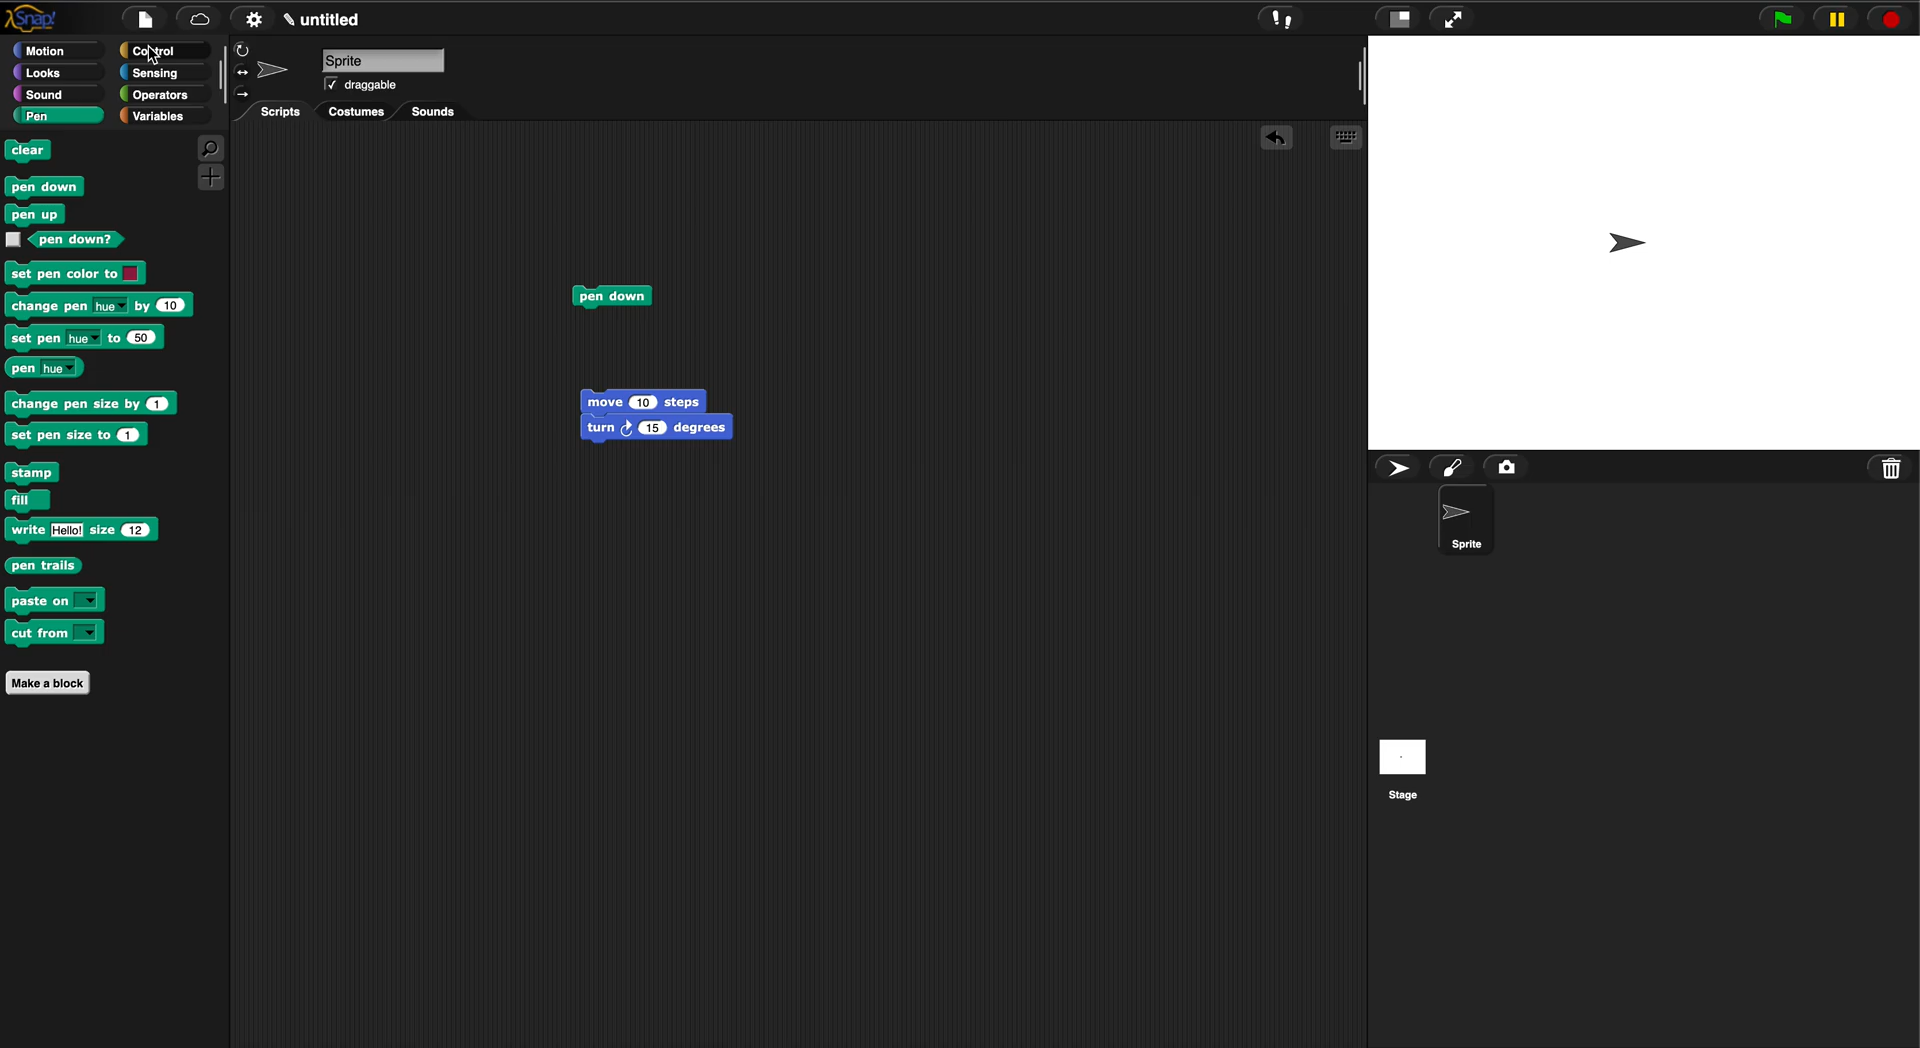 Snap!
untitled
Motion
Control
Looks
Sensing
Sound
Operators
Pen
Variables
Sprite
draggable
Scripts
Costumes
Sounds
clear
pen down
pen up
pen down?
set pen color to
change pen hue by 10
set pen hue to 50
pen hue
change pen size by 1
set pen size to 1
stamp
fill
write Hello! size 12
pen trails
paste on
cut from
Make a block
pen down
move 10 steps
turn 15 degrees
Sprite
Stage